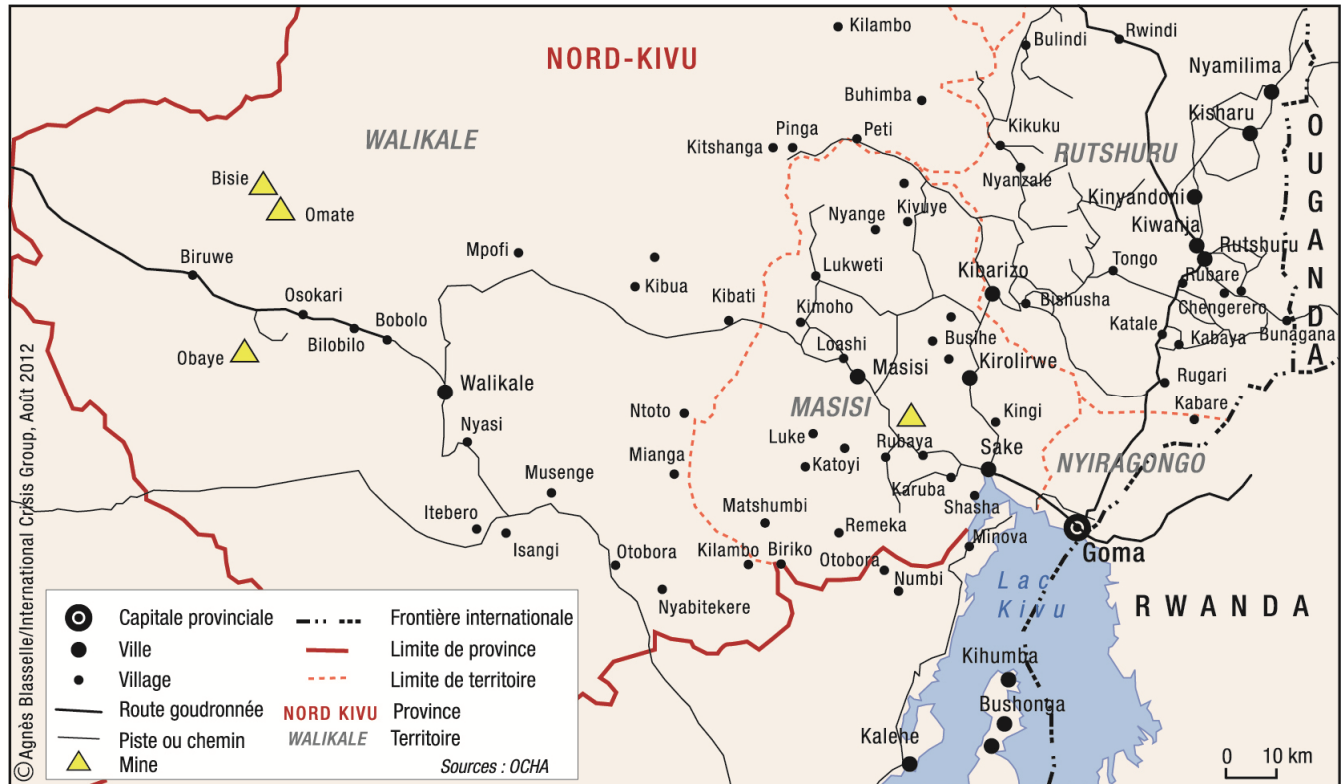 Kilambo
Bulindi
Rwindi
NORD-KIVU
Nyamilima
Buhimba
Kisharu
OUGANDA
WALIKALE
Kitshanga
Pinga
Peti
Kikuku
RUTSHURU
Bisie
Nyanzale
Omate
Kinyandoni
Kivuye
Nyange
Kiwanja
Rutshuru
Mpofi
Biruwe
Lukweti
Kibarizo
Tongo
Rubare
Kibua
Osokari
Kibati
Kimoho
Bishusha
Chengerero
Bobolo
Bilobilo
Busihe
Katale
Kabaya
Bunagana
Obaye
Loashi
Masisi
Kirolirwe
Walikale
Rugari
MASISI
Kabare
Ntoto
Kingi
Nyasi
Luke
Rubaya
Sake
Mianga
Katoyi
NYIRAGONGO
Musenge
Karuba
Matshumbi
Shasha
Itebero
Remeka
Isangi
Goma
Minova
Otobora
Kilambo
Biriko
Otobora
Numbi
Lac
Kivu
Nyabitekere
RWANDA
Kihumba
Bushonga
Kalehe
Capitale provinciale
Frontière internationale
Ville
Limite de province
Village
Limite de territoire
Route goudronnée
NORD KIVU
Province
Piste ou chemin
WALIKALE
Territoire
Mine
Sources : OCHA
0 10 km
©Agnès Blasselle/International Crisis Group, Août 2012